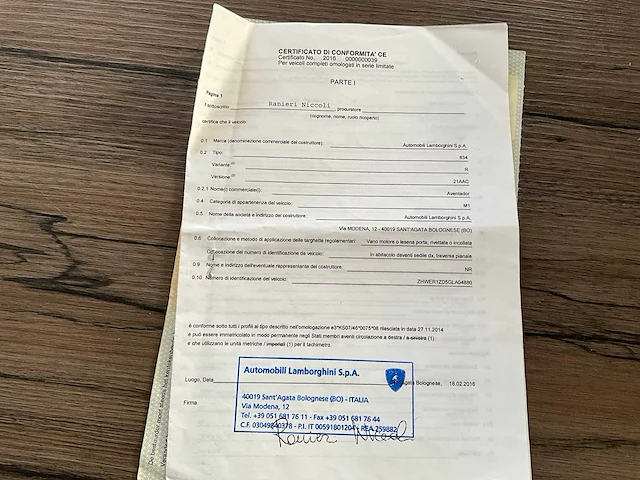 CERTIFICATO DI CONFORMITA' CE
Certificato No. 2016 0000000039
Per veicoli completi omologati in serie limitate
PARTE I
Pagina 1
Il sottoscritto Ranieri Niccoli procuratore
(cognome, nome, ruolo ricoperto)
certifica che il veicolo:
0.1 Marca (denominazione commerciale del costruttore): Automobili Lamborghini S.p.A.
0.2 Tipo: 834
Variante R
Versione 21AAC
0.2.1 Nome(i) commerciale(i): Aventador
0.4 Categoria di appartenenza del veicolo: M1
0.5 Nome della società e indirizzo del costruttore: Automobili Lamborghini S.p.A.
Via MODENA, 12 - 40019 SANT'AGATA BOLOGNESE (BO)
0.6 Collocazione e metodo di applicazione delle targhette regolamentari: Vano motore o lesena porta, rivettata o incollata
del numero di identificazione de veicolo: In abitacolo davanti sedile dx, traversa pianale
0.9 Nome e indirizzo dell'eventuale rappresentante del costruttore: NR
0.10 Numero di identificazione del veicolo: ZHWER1ZD5GLA04880
è conforme sotto tutti i profili al tipo descritto nell'omologazione e3*KS07/46*0075*08 rilasciata in data 27.11.2014
e può essere immatricolato in modo permanente negli Stati membri aventi circolazione a destra / a sinistra (1)
e che utilizzano le unità metriche / imperiali (1) per il tachimetro.
Luogo, Data Agata Bolognese, 18.02.2016
Firma
Automobili Lamborghini S.p.A.
40019 Sant'Agata Bolognese (BO) - ITALIA
Via Modena, 12
Tel. +39 051 681 76 11 - Fax +39 051 681 76 44
C.F. 03049840378 - P.I. IT 00591801204 - REA 259882
Ranieri Niccoli